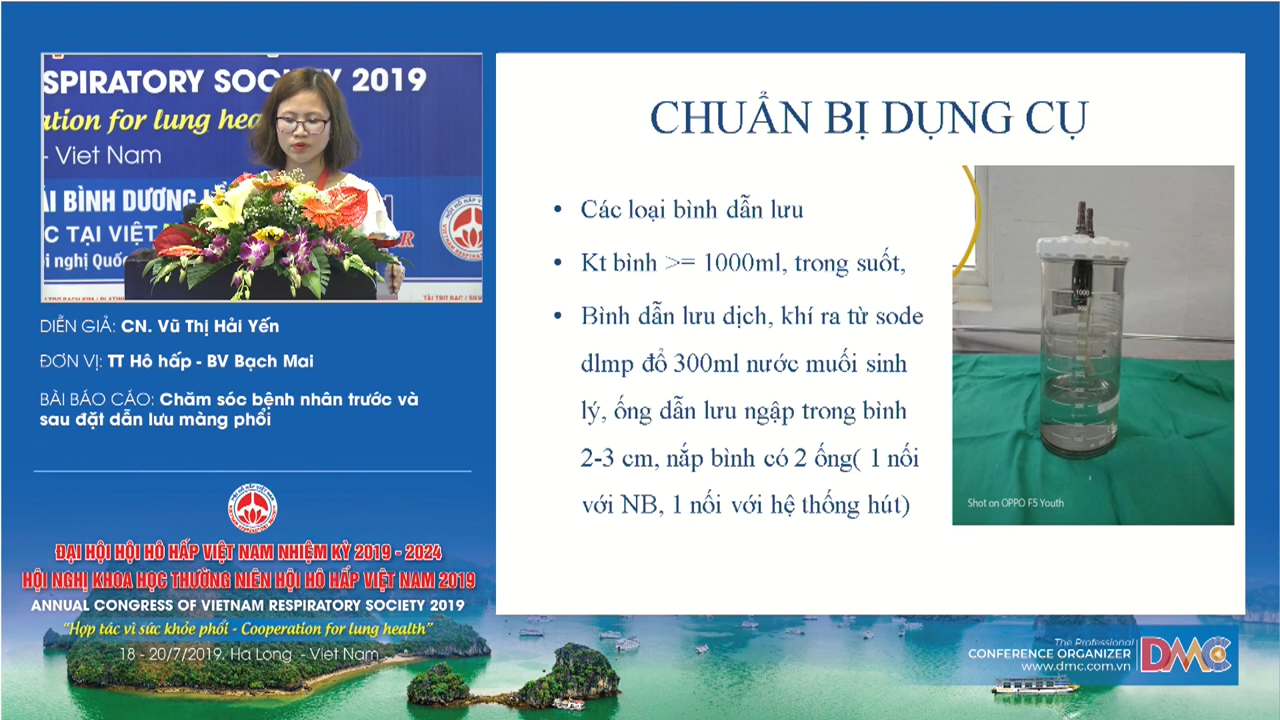 SPIRATORY SOCIETY 2019
ation for lung hea
- Viet Nam
ÁI BÌNH DƯƠNG
C TẠI VIỆT
i nghị Quốc
DIỄN GIẢ: CN. Vũ Thị Hải Yến
ĐƠN VỊ: TT Hô hấp - BV Bạch Mai
BÀI BÁO CÁO: Chăm sóc bệnh nhân trước và
sau đặt dẫn lưu màng phổi
ĐẠI HỘI HỘI HÔ HẤP VIỆT NAM NHIỆM KỲ 2019 - 2024
HỘI NGHỊ KHOA HỌC THƯỜNG NIÊN HỘI HÔ HẤP VIỆT NAM 2019
ANNUAL CONGRESS OF VIETNAM RESPIRATORY SOCIETY 2019
"Hợp tác vì sức khỏe phổi - Cooperation for lung health"
18 - 20/7/2019. Ha Long - Viet Nam
CHUẨN BỊ DỤNG CỤ
• Các loại bình dẫn lưu
• Kt bình >= 1000ml, trong suốt,
• Bình dẫn lưu dịch, khí ra từ sode
dlmp đổ 300ml nước muối sinh
lý, ống dẫn lưu ngập trong bình
2-3 cm, nắp bình có 2 ống( 1 nối
với NB, 1 nối với hệ thống hút)
1000
Shot on OPPO F5 Youth
The Professional
CONFERENCE ORGANIZER
www.dmc.com.vn
DMC